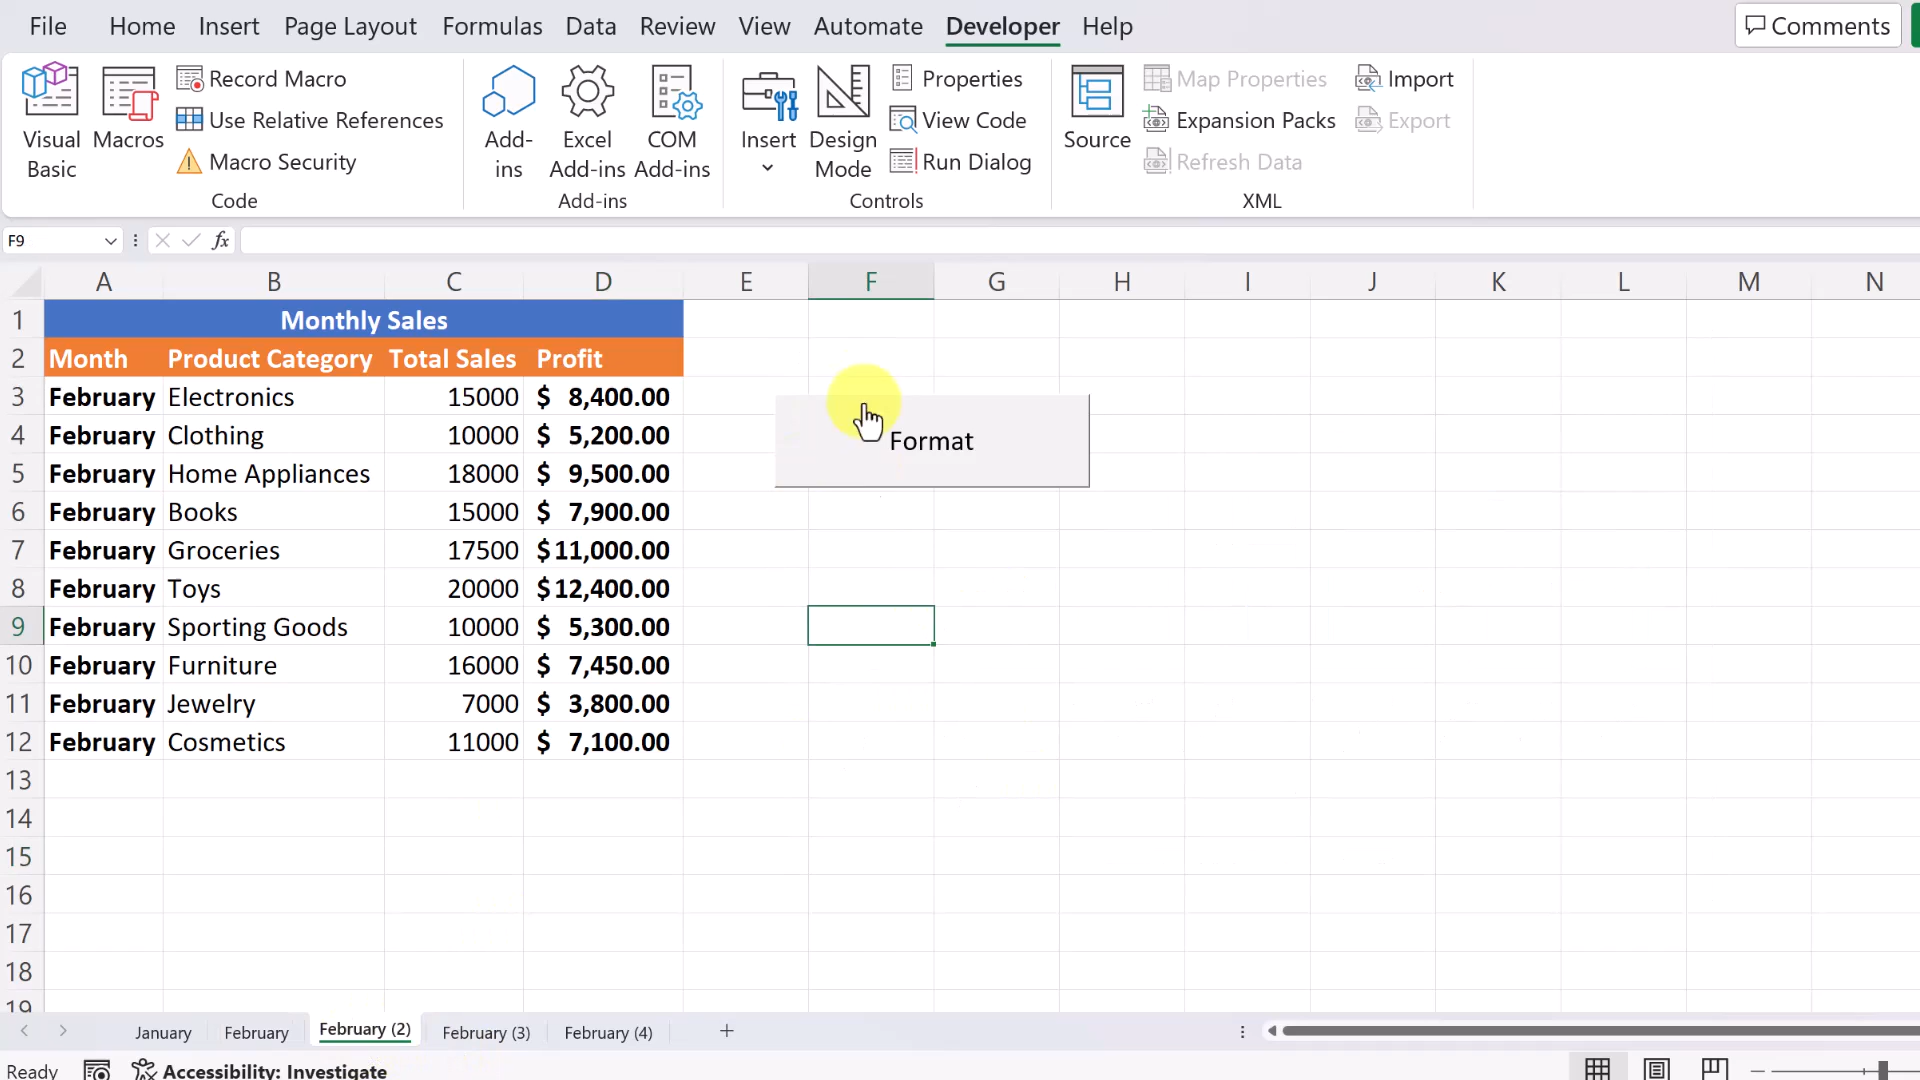 File Home Insert Page Layout Formulas Data Review View Automate Developer Help Comments
Visual Basic
Macros
Record Macro
Use Relative References
Macro Security
Code
Add-ins
Excel Add-ins
COM Add-ins
Add-ins
Insert
Design Mode
Properties
View Code
Run Dialog
Controls
Source
Map Properties
Expansion Packs
Refresh Data
Import
Export
XML
F9 fx
A B C D E F G H I J K L M N
1 Monthly Sales
2 Month Product Category Total Sales Profit
3 February Electronics 15000 $ 8,400.00
4 February Clothing 10000 $ 5,200.00
Format
5 February Home Appliances 18000 $ 9,500.00
6 February Books 15000 $ 7,900.00
7 February Groceries 17500 $11,000.00
8 February Toys 20000 $12,400.00
9 February Sporting Goods 10000 $ 5,300.00
10 February Furniture 16000 $ 7,450.00
11 February Jewelry 7000 $ 3,800.00
12 February Cosmetics 11000 $ 7,100.00
13
14
15
16
17
18
19
January February February (2) February (3) February (4)
Ready Accessibility: Investigate